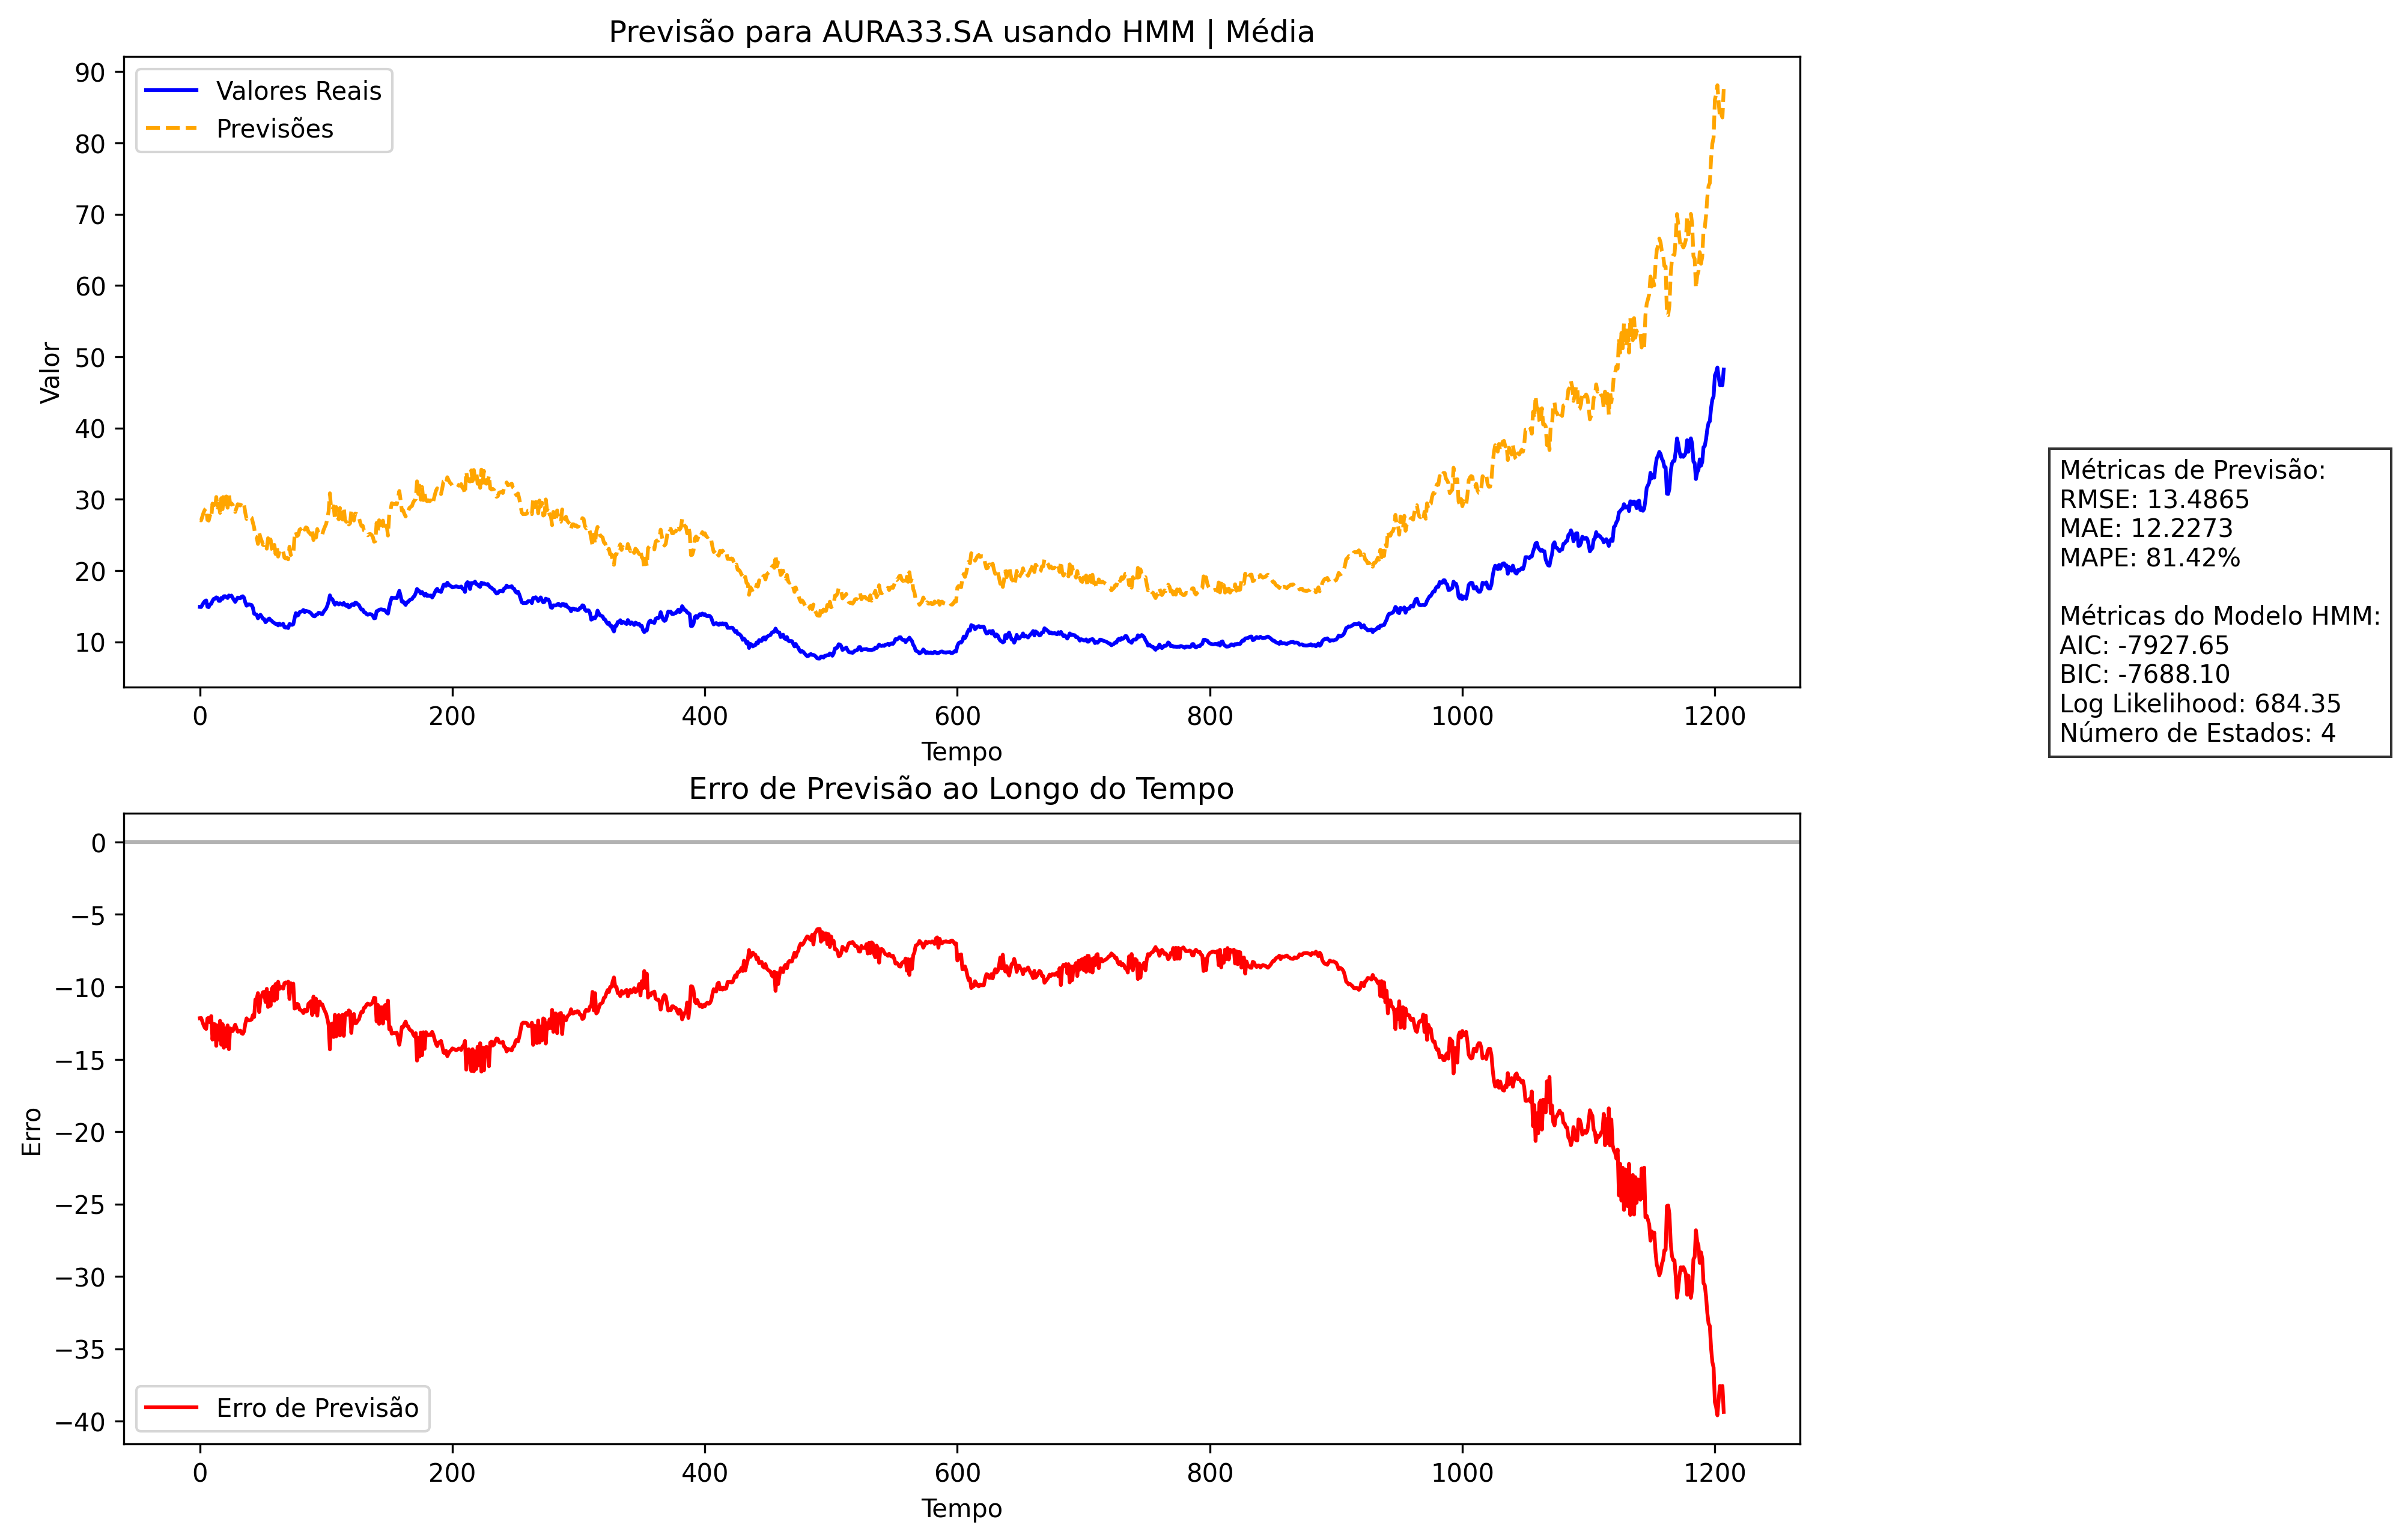 Previsão para AURA33.SA usando HMM | Média
Valores Reais
Previsões
90
80
70
60
50
40
30
20
10
Valor
0 200 400 600 800 1000 1200
Tempo
Métricas de Previsão:
RMSE: 13.4865
MAE: 12.2273
MAPE: 81.42%
Métricas do Modelo HMM:
AIC: -7927.65
BIC: -7688.10
Log Likelihood: 684.35
Número de Estados: 4
Erro de Previsão ao Longo do Tempo
0
−5
−10
−15
−20
−25
−30
−35
−40
Erro
Erro de Previsão
0 200 400 600 800 1000 1200
Tempo